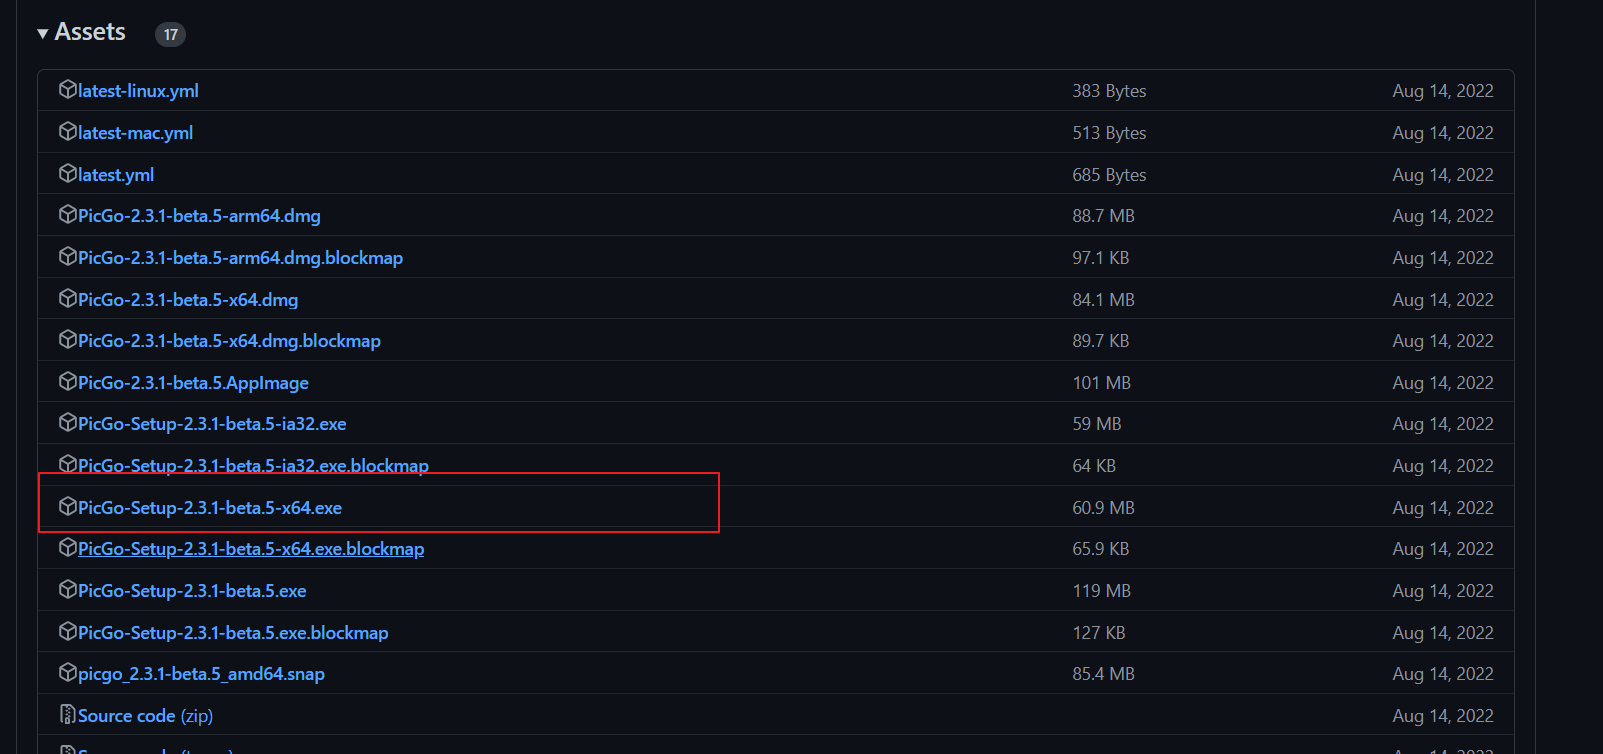 Assets 17
latest-linux.yml 383 Bytes Aug 14, 2022
latest-mac.yml 513 Bytes Aug 14, 2022
latest.yml 685 Bytes Aug 14, 2022
PicGo-2.3.1-beta.5-arm64.dmg 88.7 MB Aug 14, 2022
PicGo-2.3.1-beta.5-arm64.dmg.blockmap 97.1 KB Aug 14, 2022
PicGo-2.3.1-beta.5-x64.dmg 84.1 MB Aug 14, 2022
PicGo-2.3.1-beta.5-x64.dmg.blockmap 89.7 KB Aug 14, 2022
PicGo-2.3.1-beta.5.AppImage 101 MB Aug 14, 2022
PicGo-Setup-2.3.1-beta.5-ia32.exe 59 MB Aug 14, 2022
PicGo-Setup-2.3.1-beta.5-ia32.exe.blockmap 64 KB Aug 14, 2022
PicGo-Setup-2.3.1-beta.5-x64.exe 60.9 MB Aug 14, 2022
PicGo-Setup-2.3.1-beta.5-x64.exe.blockmap 65.9 KB Aug 14, 2022
PicGo-Setup-2.3.1-beta.5.exe 119 MB Aug 14, 2022
PicGo-Setup-2.3.1-beta.5.exe.blockmap 127 KB Aug 14, 2022
picgo_2.3.1-beta.5_amd64.snap 85.4 MB Aug 14, 2022
Source code (zip) Aug 14, 2022